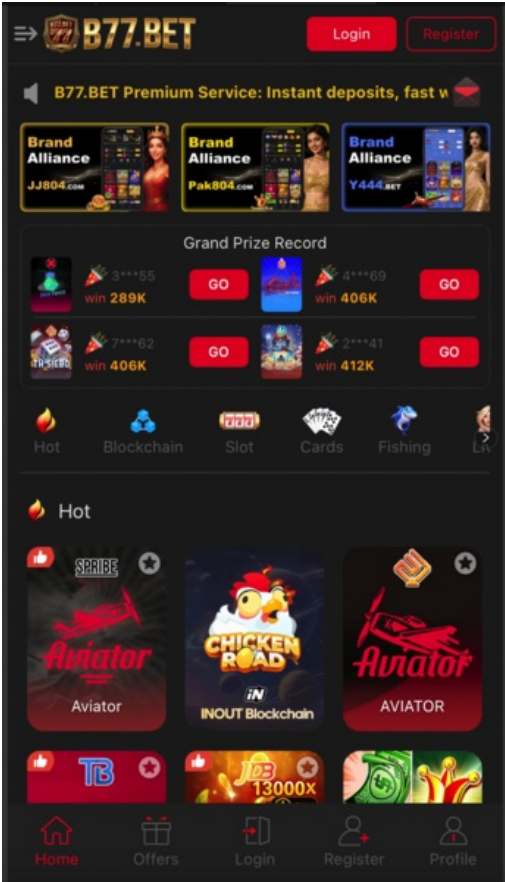 B77.BET
Login
Register
B77.BET Premium Service: Instant deposits, fast w
Brand
Alliance
JJ804.COM
Brand
Alliance
Pak804.COM
Brand
Alliance
Y444.BET
Grand Prize Record
3***55
win 289K
GO
4***69
win 406K
GO
7***62
win 406K
GO
2***41
win 412K
GO
Hot
Blockchain
Slot
Cards
Fishing
Hot
SPRIBE
Aviator
Aviator
CHICKEN
ROAD
iN
INOUT Blockchain
Aviator
AVIATOR
TB
JDB
13000X
Home
Offers
Login
Register
Profile